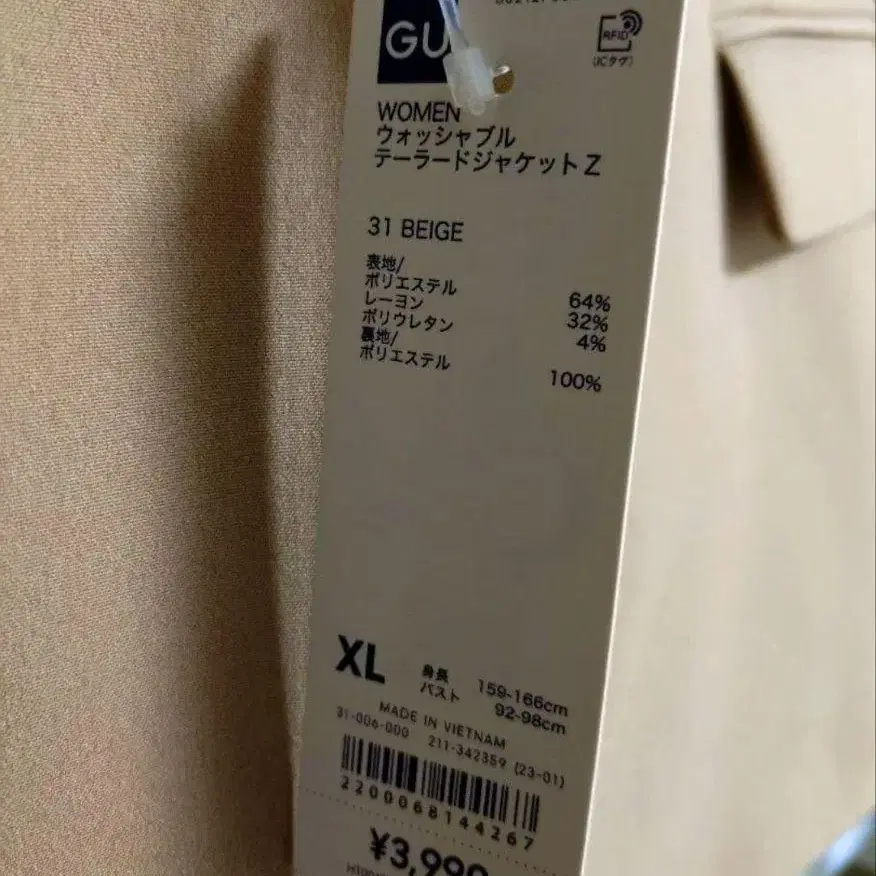 GU
RFID
(ICタグ)
WOMEN
ウォッシャブル
テーラードジャケットZ
31 BEIGE
表地/
ポリエステル 64%
レーヨン 32%
ポリウレタン 4%
裏地/
ポリエステル 100%
XL
身長 159-166cm
バスト 92-98cm
MADE IN VIETNAM
31-006-000 211-342359 (23-01)
2200068144267
¥3,990